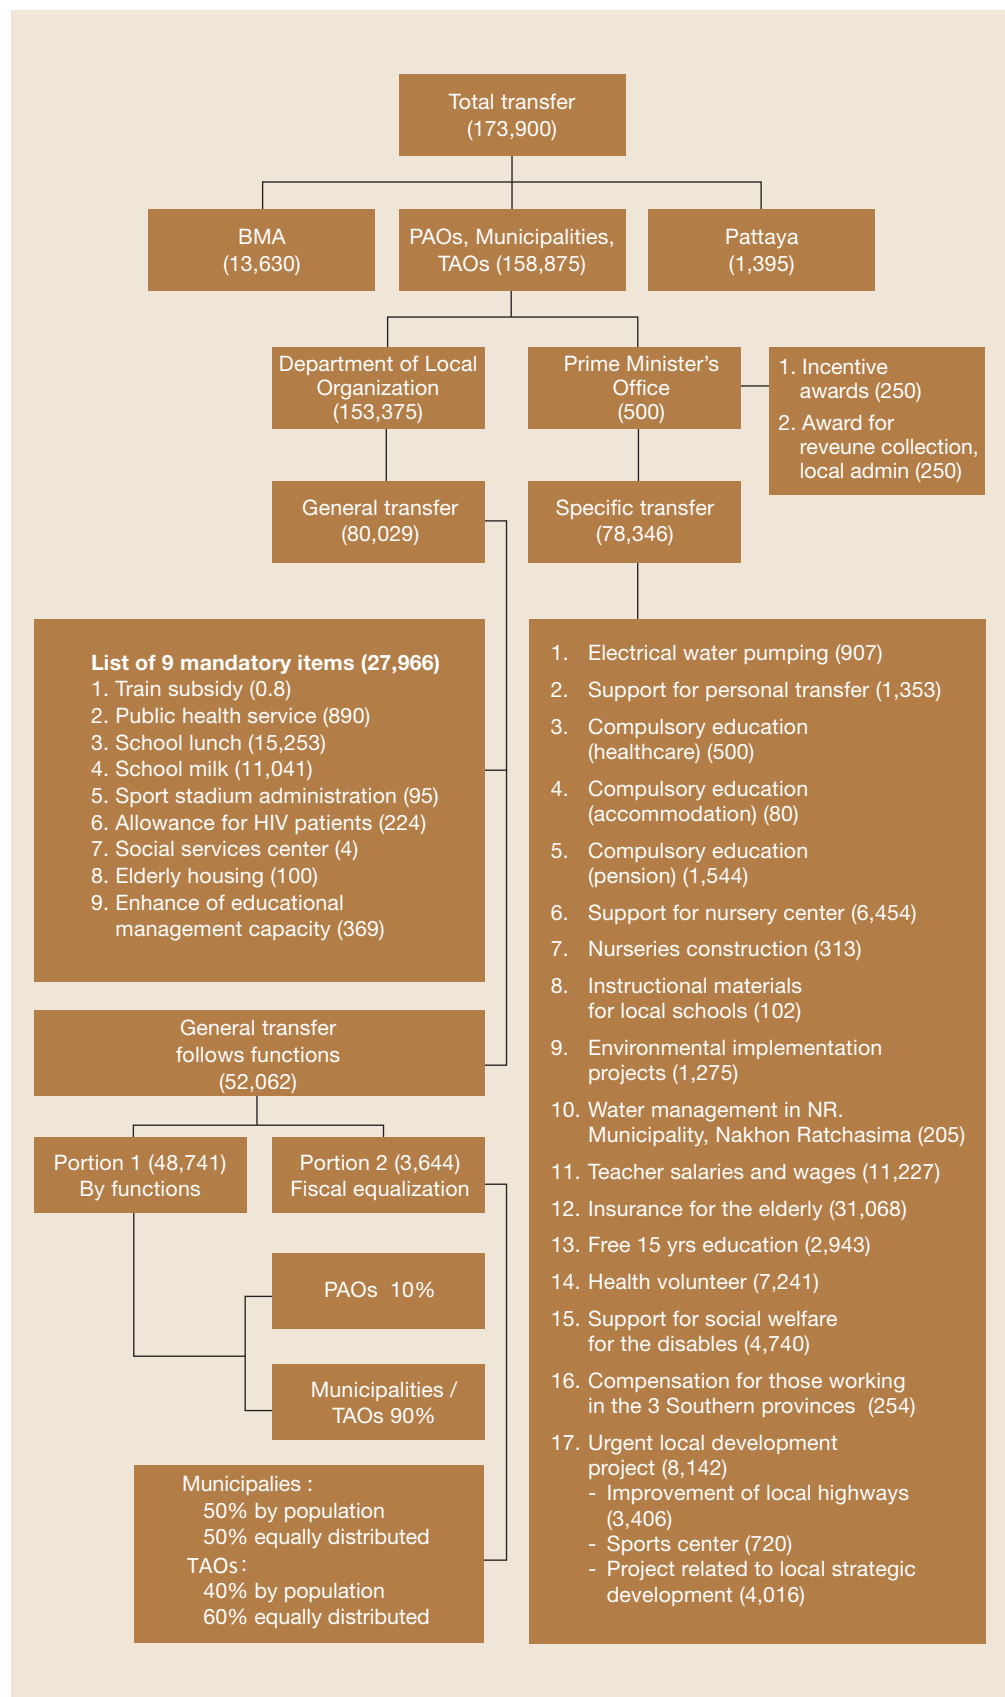 Total transfer
(173,900)
BMA
(13,630)
PAOs, Municipalities,
TAOs (158,875)
Pattaya
(1,395)
Department of Local
Organization
(153,375)
Prime Minister's
Office
(500)
1. Incentive
awards (250)
2. Award for
reveune collection,
local admin (250)
General transfer
(80,029)
Specific transfer
(78,346)
List of 9 mandatory items (27,966)
1. Train subsidy (0.8)
2. Public health service (890)
3. School lunch (15,253)
4. School milk (11,041)
5. Sport stadium administration (95)
6. Allowance for HIV patients (224)
7. Social services center (4)
8. Elderly housing (100)
9. Enhance of educational
management capacity (369)
General transfer
follows functions
(52,062)
Portion 1 (48,741)
By functions
Portion 2 (3,644)
Fiscal equalization
PAOs 10%
Municipalities /
TAOs 90%
Municipalies :
50% by population
50% equally distributed
TAOs:
40% by population
60% equally distributed
1. Electrical water pumping (907)
2. Support for personal transfer (1,353)
3. Compulsory education
(healthcare) (500)
4. Compulsory education
(accommodation) (80)
5. Compulsory education
(pension) (1,544)
6. Support for nursery center (6,454)
7. Nurseries construction (313)
8. Instructional materials
for local schools (102)
9. Environmental implementation
projects (1,275)
10. Water management in NR.
Municipality, Nakhon Ratchasima (205)
11. Teacher salaries and wages (11,227)
12. Insurance for the elderly (31,068)
13. Free 15 yrs education (2,943)
14. Health volunteer (7,241)
15. Support for social welfare
for the disables (4,740)
16. Compensation for those working
in the 3 Southern provinces (254)
17. Urgent local development
project (8,142)
- Improvement of local highways
(3,406)
- Sports center (720)
- Project related to local strategic
development (4,016)